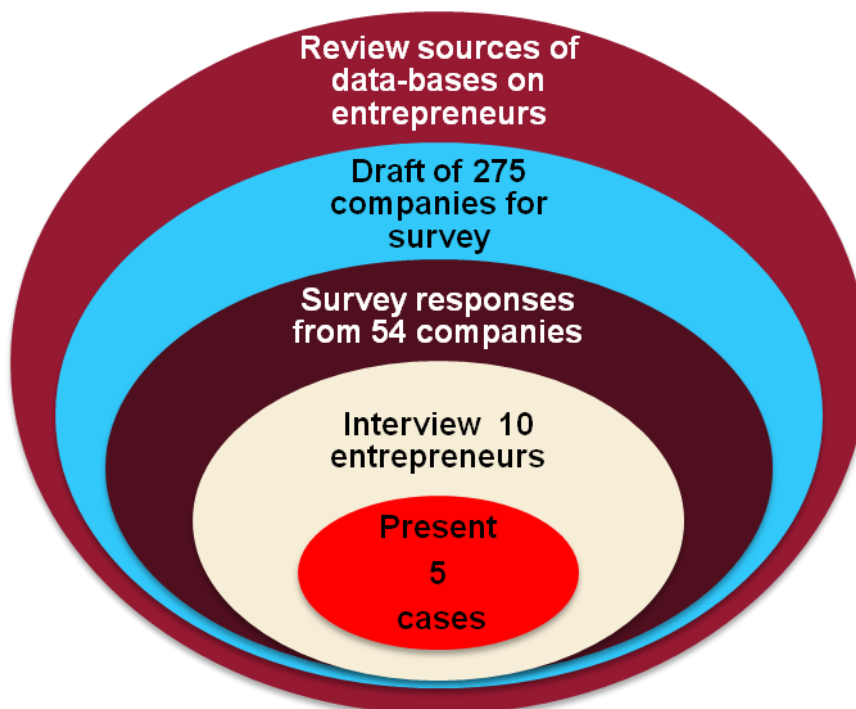 Review sources of
data-bases on
entrepreneurs
Draft of 275
companies for
survey
Survey responses
from 54 companies
Interview 10
entrepreneurs
Present
5
cases